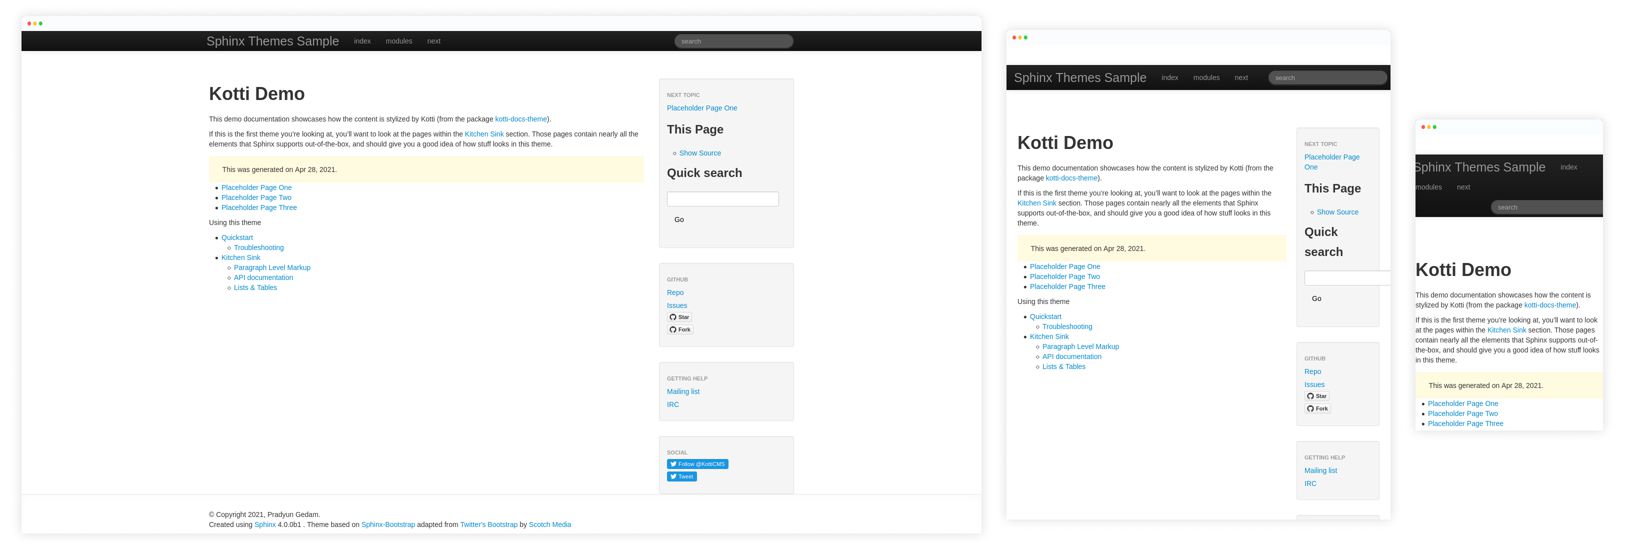 Sphinx Themes Sample index modules next search
Kotti Demo
This demo documentation showcases how the content is stylized by Kotti (from the package kotti-docs-theme).
If this is the first theme you're looking at, you'll want to look at the pages within the Kitchen Sink section. Those pages contain nearly all the
elements that Sphinx supports out-of-the-box, and should give you a good idea of how stuff looks in this theme.
This was generated on Apr 28, 2021.
Placeholder Page One
Placeholder Page Two
Placeholder Page Three
Using this theme
Quickstart
Troubleshooting
Kitchen Sink
Paragraph Level Markup
API documentation
Lists & Tables
NEXT TOPIC
Placeholder Page One
This Page
Show Source
Quick search
Go
GITHUB
Repo
Issues
Star
Fork
GETTING HELP
Mailing list
IRC
SOCIAL
Follow @KottiCMS
Tweet
© Copyright 2021, Pradyun Gedam.
Created using Sphinx 4.0.0b1 . Theme based on Sphinx-Bootstrap adapted from Twitter's Bootstrap by Scotch Media
Sphinx Themes Sample index modules next search
Kotti Demo
This demo documentation showcases how the content is stylized by Kotti (from the
package kotti-docs-theme).
If this is the first theme you're looking at, you'll want to look at the pages within the
Kitchen Sink section. Those pages contain nearly all the elements that Sphinx
supports out-of-the-box, and should give you a good idea of how stuff looks in this
theme.
This was generated on Apr 28, 2021.
Placeholder Page One
Placeholder Page Two
Placeholder Page Three
Using this theme
Quickstart
Troubleshooting
Kitchen Sink
Paragraph Level Markup
API documentation
Lists & Tables
NEXT TOPIC
Placeholder Page
One
This Page
Show Source
Quick
search
Go
GITHUB
Repo
Issues
Star
Fork
GETTING HELP
Mailing list
IRC
Sphinx Themes Sample index
modules next
search
Kotti Demo
This demo documentation showcases how the content is
stylized by Kotti (from the package kotti-docs-theme).
If this is the first theme you're looking at, you'll want to look
at the pages within the Kitchen Sink section. Those pages
contain nearly all the elements that Sphinx supports out-of-
the-box, and should give you a good idea of how stuff looks
in this theme.
This was generated on Apr 28, 2021.
Placeholder Page One
Placeholder Page Two
Placeholder Page Three